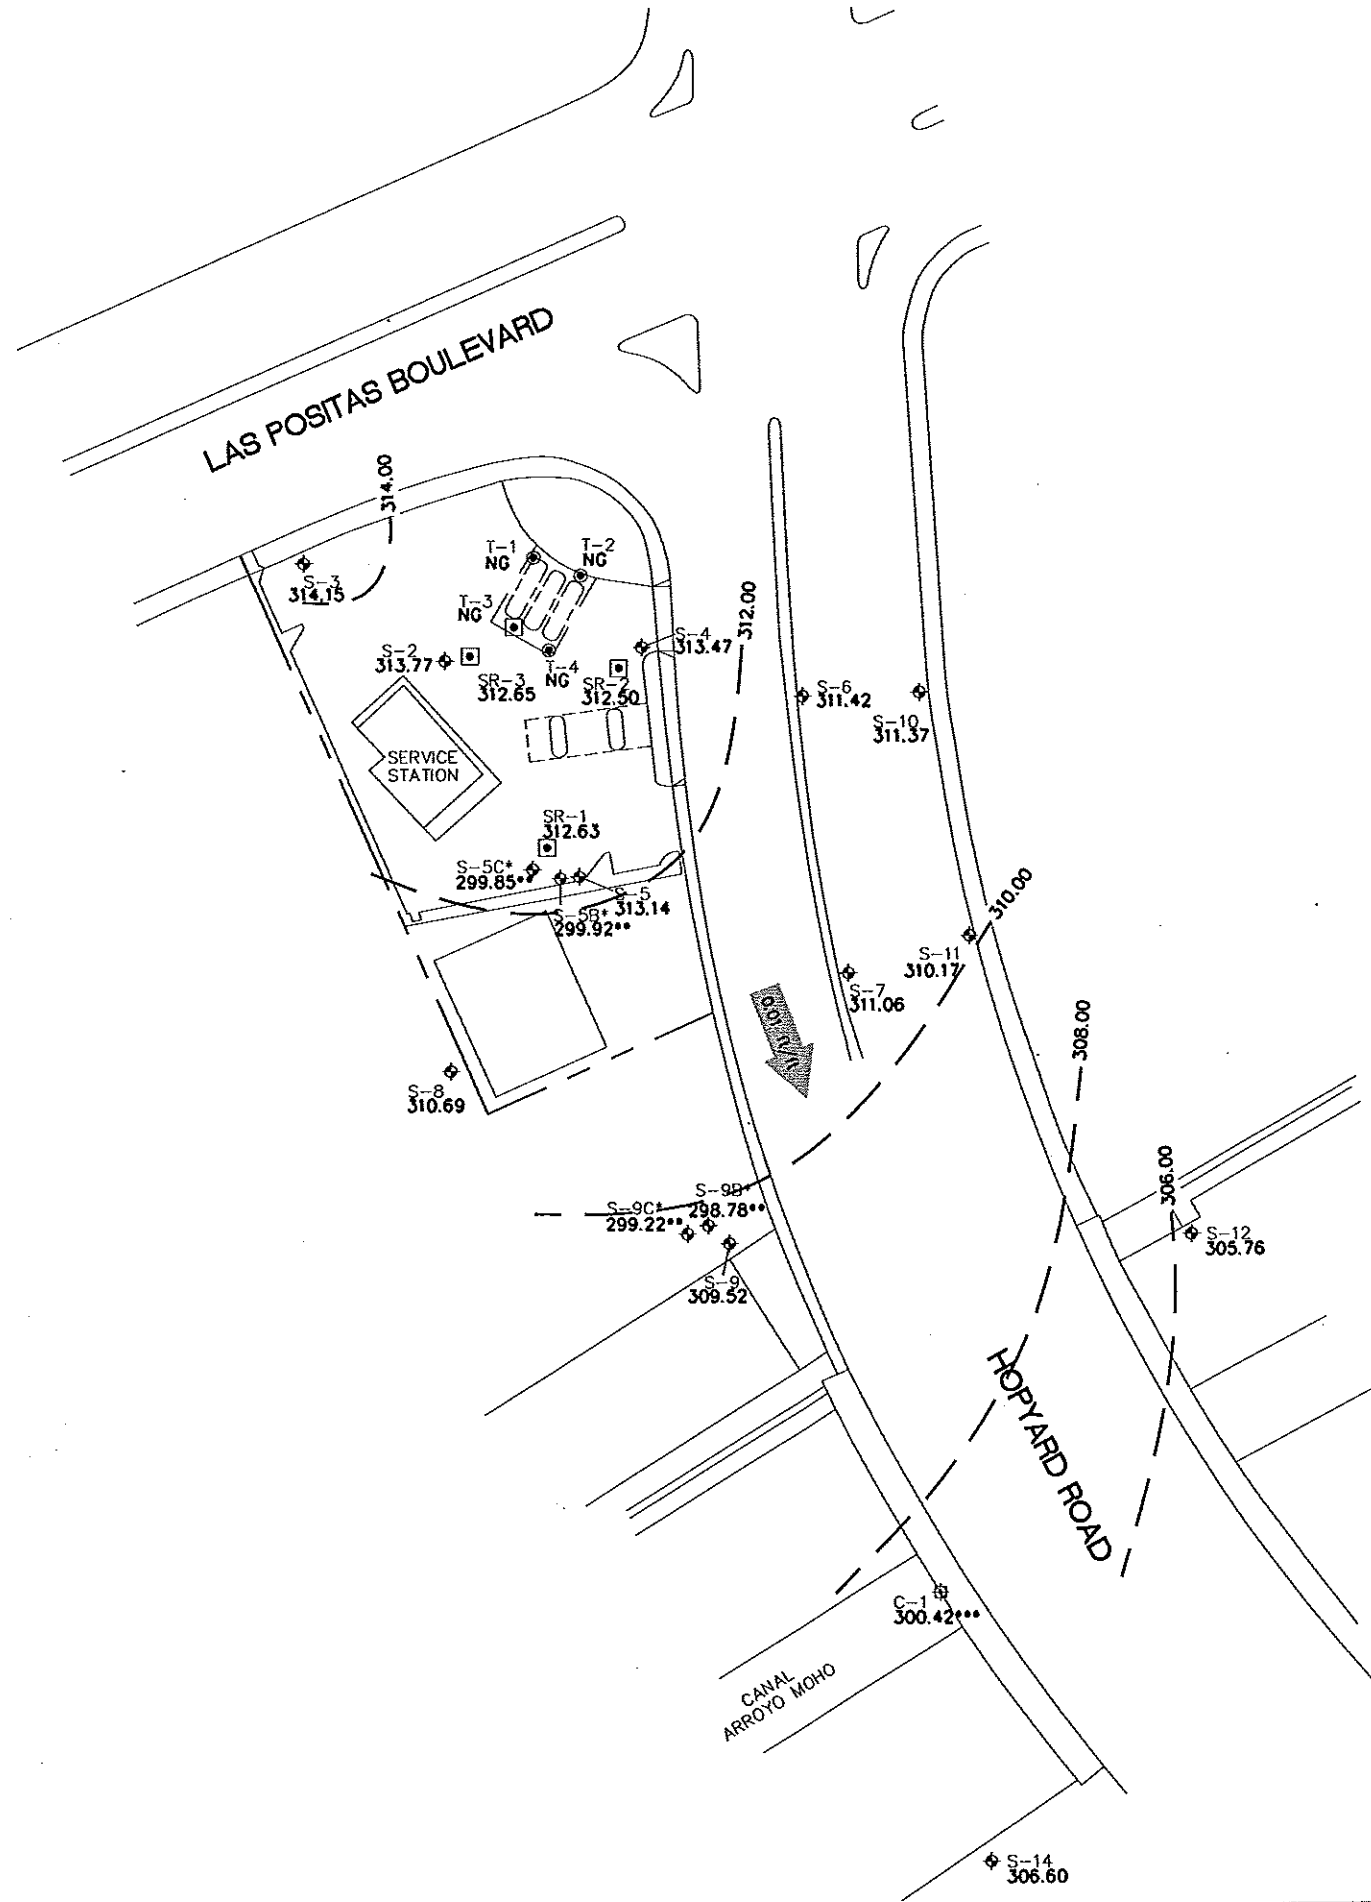 LAS POSITAS BOULEVARD
314.00
S-3
314.15
T-1
NG
T-2
NG
T-3
NG
T-4
NG
S-2
313.77
SR-3
312.65
SR-2
312.50
S-4
313.47
312.00
S-6
311.42
S-10
311.37
SERVICE
STATION
SR-1
312.63
S-5C*
299.85**
S-5
313.14
S-5B*
299.92**
310.00
S-11
310.17
S-7
311.06
0.01
308.00
S-8
310.69
306.00
S-9B*
298.78**
S-9C*
299.22**
S-12
305.76
S-9
309.52
HOPYARD ROAD
C-1
300.42***
CANAL
ARROYO MOHO
S-14
306.60